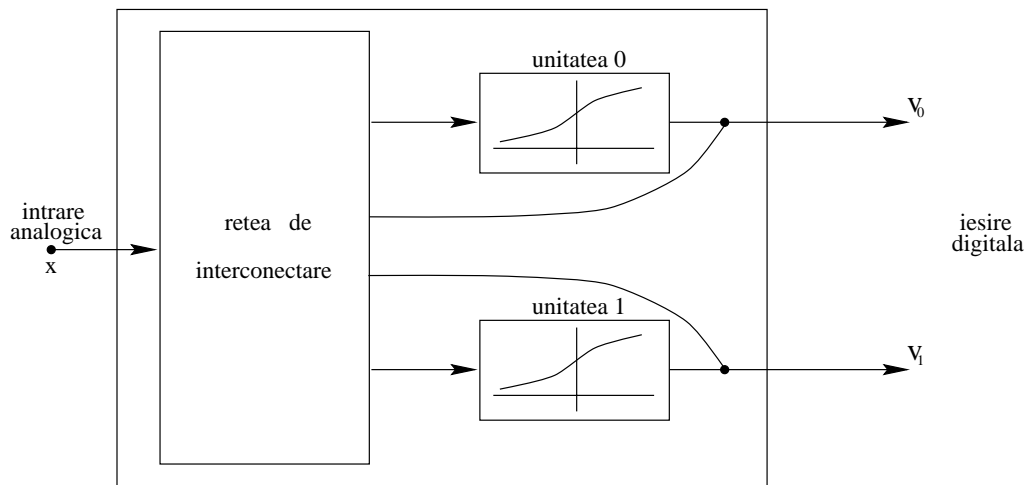 unitatea 0
V0
intrare
analogica
x
retea de
interconectare
iesire
digitala
unitatea 1
V1